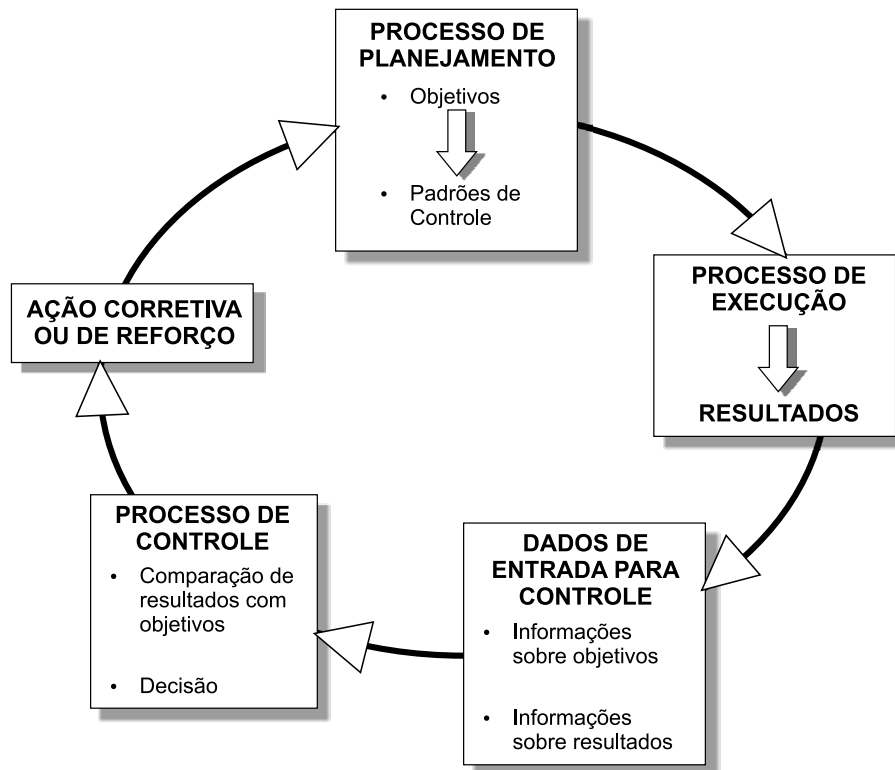 PROCESSO DE
PLANEJAMENTO
• Objetivos
• Padrões de
Controle
PROCESSO DE
EXECUÇÃO
RESULTADOS
DADOS DE
ENTRADA PARA
CONTROLE
• Informações
sobre objetivos
• Informações
sobre resultados
PROCESSO DE
CONTROLE
• Comparação de
resultados com
objetivos
• Decisão
AÇÃO CORRETIVA
OU DE REFORÇO